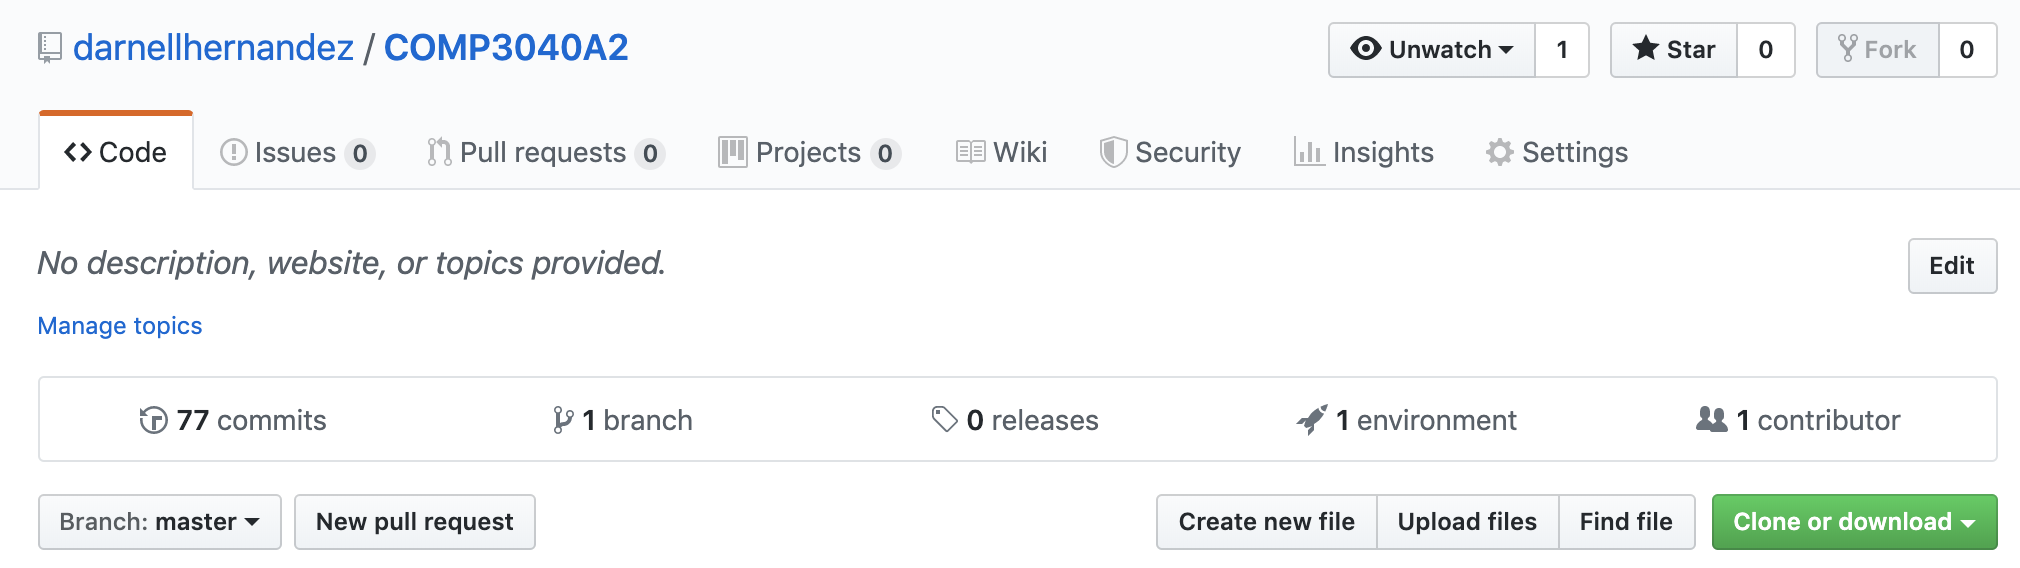 darnellhernandez / COMP3040A2
Unwatch 1 Star 0 Fork 0
Code Issues 0 Pull requests 0 Projects 0 Wiki Security Insights Settings
No description, website, or topics provided.
Edit
Manage topics
77 commits 1 branch 0 releases 1 environment 1 contributor
Branch: master New pull request Create new file Upload files Find file Clone or download